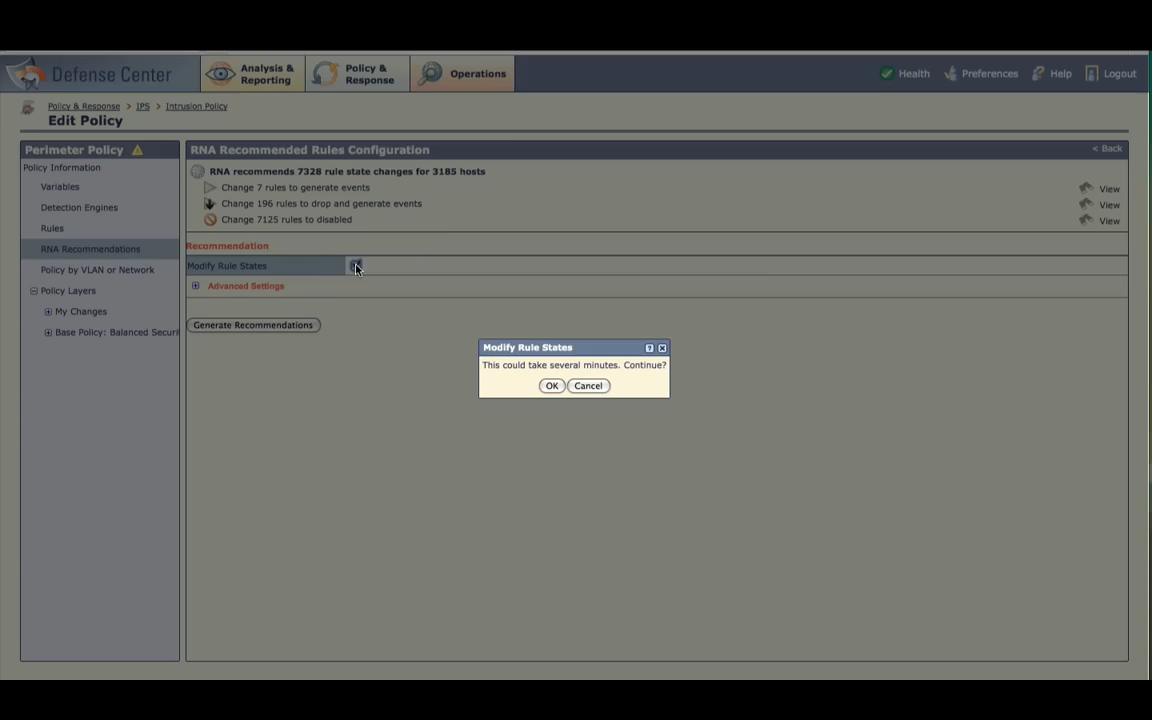 Defense Center
Analysis & Reporting
Policy & Response
Operations
Health
Preferences
Help
Logout
Policy & Response > IPS > Intrusion Policy
Edit Policy
Perimeter Policy
Policy Information
Variables
Detection Engines
Rules
RNA Recommendations
Policy by VLAN or Network
Policy Layers
My Changes
Base Policy: Balanced Securi
RNA Recommended Rules Configuration
< Back
RNA recommends 7328 rule state changes for 3185 hosts
Change 7 rules to generate events
View
Change 196 rules to drop and generate events
View
Change 7125 rules to disabled
View
Recommendation
Modify Rule States
Advanced Settings
Generate Recommendations
Modify Rule States
This could take several minutes. Continue?
OK
Cancel